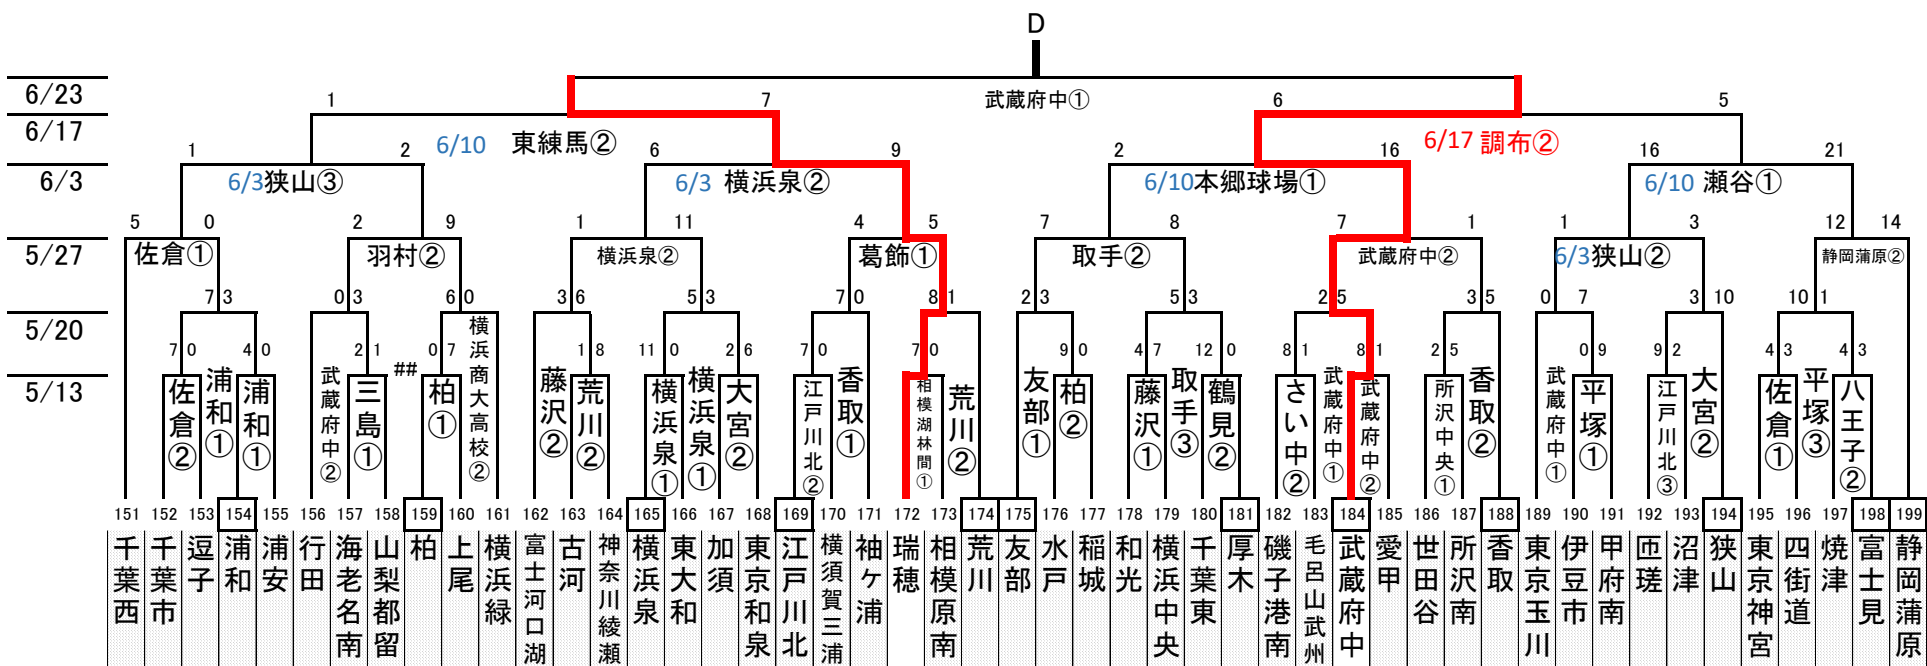 D
6/23
1
7
武蔵府中①
6
5
6/17
6/10 東練馬②
6/17 調布②
1
2
6
9
2
16
16
21
6/3
6/3狭山③
6/3 横浜泉②
6/10本郷球場①
6/10 瀬谷①
5
0
2
9
1
11
4
5
7
8
7
1
1
3
12
14
5/27
佐倉①
羽村②
横浜泉②
葛飾①
取手②
武蔵府中②
6/3狭山②
静岡蒲原②
7 3
0 3
6 0
3 6
5 3
7 0
8 1
2 3
5 3
2 5
3 5
0 7
3 10
10 1
5/20
7 0
4 0
2 1
##
0 7
1 8
11 0
2 6
7 0
7 0
9 0
4 7
12 0
8 1
8 1
2 5
0 9
9 2
4 3
4 3
5/13
佐倉②
浦和①
浦和①
武蔵府中②
三島①
柏①
横浜商大高校②
藤沢②
荒川②
横浜泉①
横浜泉①
大宮②
江戸川北②
香取①
相模湖林間①
荒川②
友部①
柏②
藤沢①
取手③
鶴見②
さい中②
武蔵府中①
武蔵府中②
所沢中央①
香取②
武蔵府中①
平塚①
江戸川北③
大宮②
佐倉①
平塚③
八王子②
151 152 153 154 155 156 157 158 159 160 161 162 163 164 165 166 167 168 169 170 171 172 173 174 175 176 177 178 179 180 181 182 183 184 185 186 187 188 189 190 191 192 193 194 195 196 197 198 199
千葉西
千葉市
逗子
浦和
浦安
行田
海老名南
山梨都留
柏
上尾
横浜緑
富士河口湖
古河
神奈川綾瀬
横浜泉
東大和
加須
東京和泉
江戸川北
横須賀三浦
袖ヶ浦
瑞穂
相模原南
荒川
友部
水戸
稲城
和光
横浜中央
千葉東
厚木
磯子港南
毛呂山武州
武蔵府中
愛甲
世田谷
所沢南
香取
東京玉川
伊豆市
甲府南
匝瑳
沼津
狭山
東京神宮
四街道
焼津
富士見
静岡蒲原